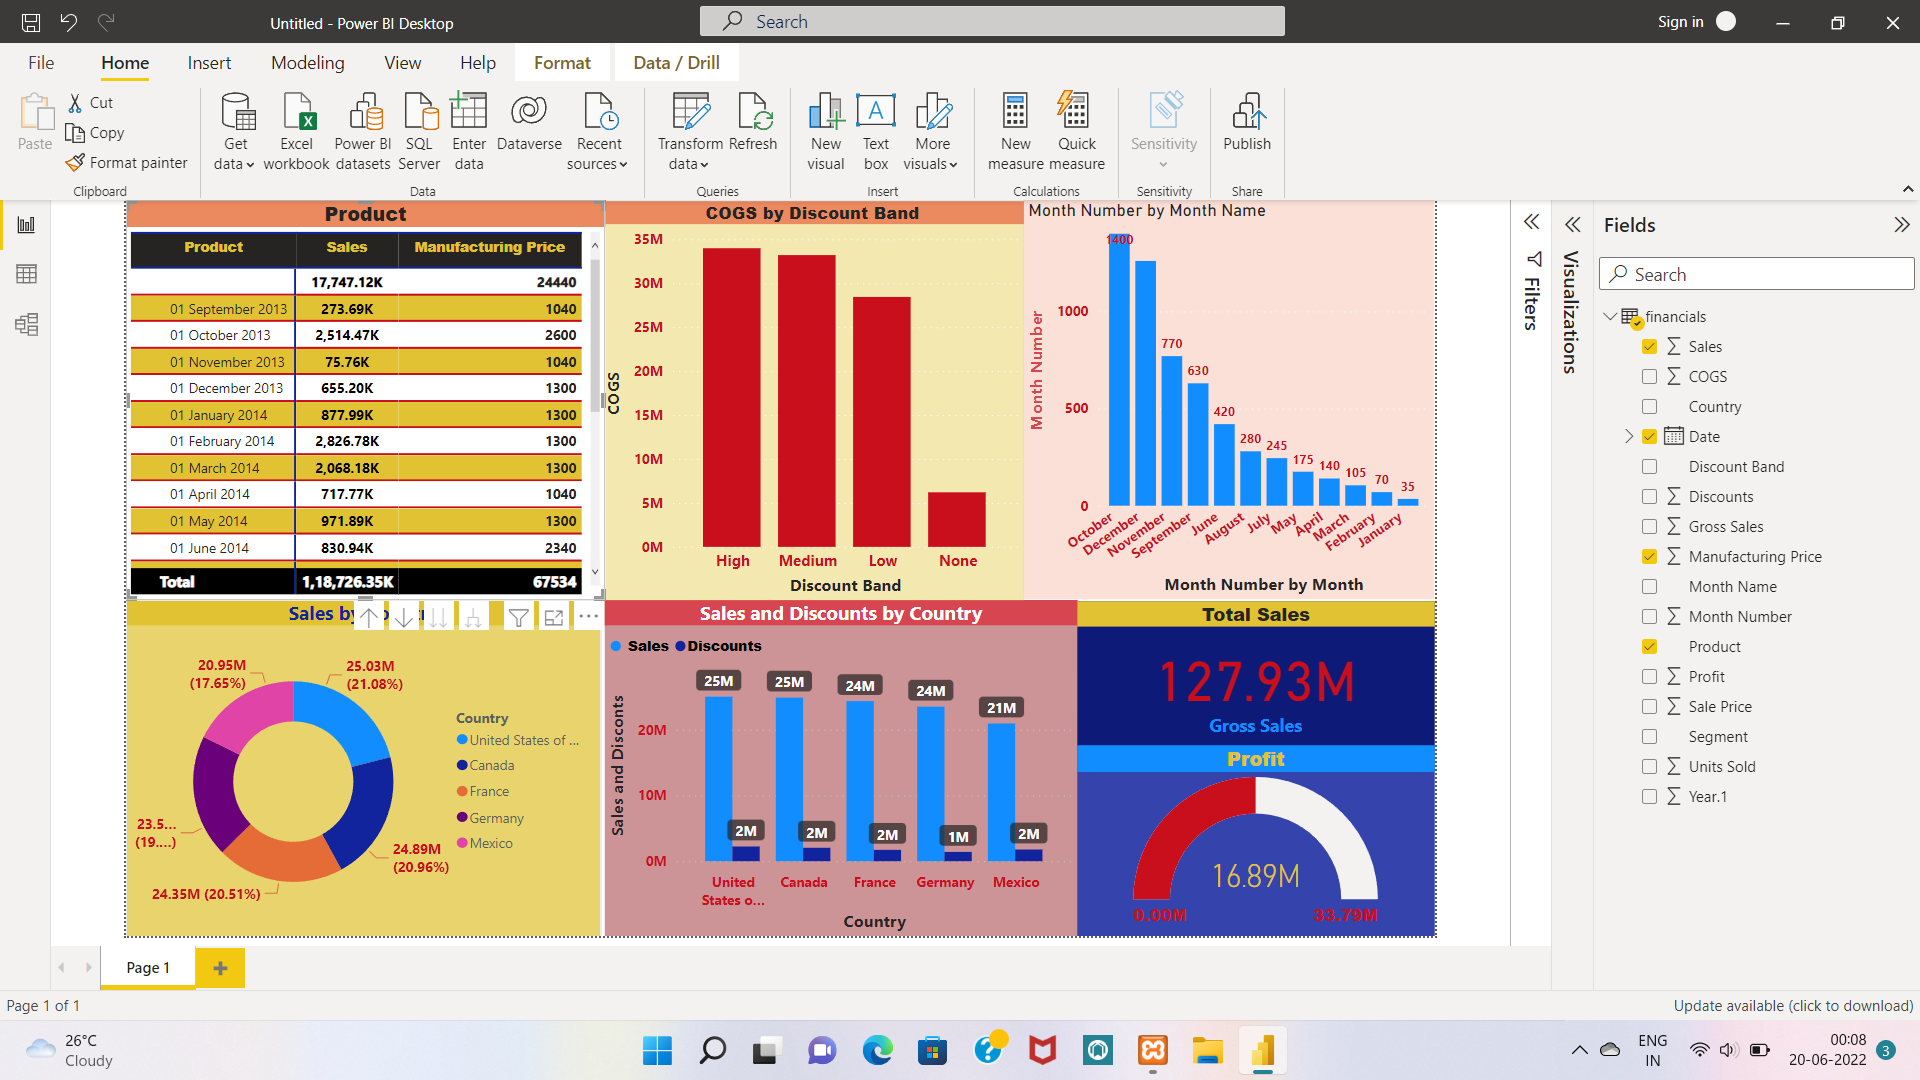 Untitled - Power BI Desktop
Search
Sign in
File Home Insert Modeling View Help Format Data / Drill
Paste
Cut
Copy
Format painter
Clipboard
Get data
Excel workbook
Power BI datasets
SQL Server
Enter data
Dataverse
Recent sources
Data
Transform data
Refresh
Queries
New visual
Text box
More visuals
Insert
New measure
Quick measure
Calculations
Sensitivity
Sensitivity
Publish
Share
Product
Product Sales Manufacturing Price
17,747.12K 24440
01 September 2013 273.69K 1040
01 October 2013 2,514.47K 2600
01 November 2013 75.76K 1040
01 December 2013 655.20K 1300
01 January 2014 877.99K 1300
01 February 2014 2,826.78K 1300
01 March 2014 2,068.18K 1300
01 April 2014 717.77K 1040
01 May 2014 971.89K 1300
01 June 2014 830.94K 2340
Total 1,18,726.35K 67534
COGS by Discount Band
COGS
35M
30M
25M
20M
15M
10M
5M
0M
High Medium Low None
Discount Band
Month Number by Month Name
Month Number
1000
500
0
1400
770
630
420
280
245
175
140
105
70
35
October
December
November
September
June
August
July
May
April
March
February
January
Month Number by Month
Sales by
20.95M
(17.65%)
25.03M
(21.08%)
23.5...
(19....)
24.89M
(20.96%)
24.35M (20.51%)
Country
United States of ...
Canada
France
Germany
Mexico
Sales and Discounts by Country
Sales Discounts
Sales and Disconts
20M
10M
0M
25M 25M 24M 24M 21M
2M 2M 2M 1M 2M
United States o...
Canada
France
Germany
Mexico
Country
Total Sales
127.93M
Gross Sales
Profit
16.89M
0.00M 33.79M
Filters
Visualizations
Fields
Search
financials
Sales
COGS
Country
Date
Discount Band
Discounts
Gross Sales
Manufacturing Price
Month Name
Month Number
Product
Profit
Sale Price
Segment
Units Sold
Year.1
Page 1
Page 1 of 1
Update available (click to download)
26°C
Cloudy
ENG
IN
00:08
20-06-2022
3